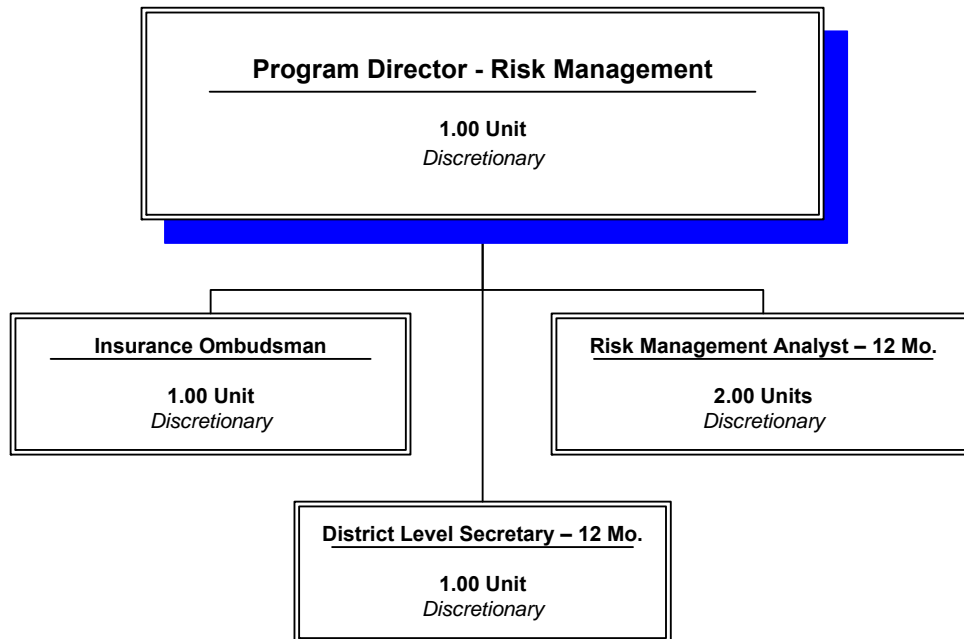 Program Director - Risk Management
1.00 Unit
Discretionary
Insurance Ombudsman
1.00 Unit
Discretionary
Risk Management Analyst – 12 Mo.
2.00 Units
Discretionary
District Level Secretary – 12 Mo.
1.00 Unit
Discretionary